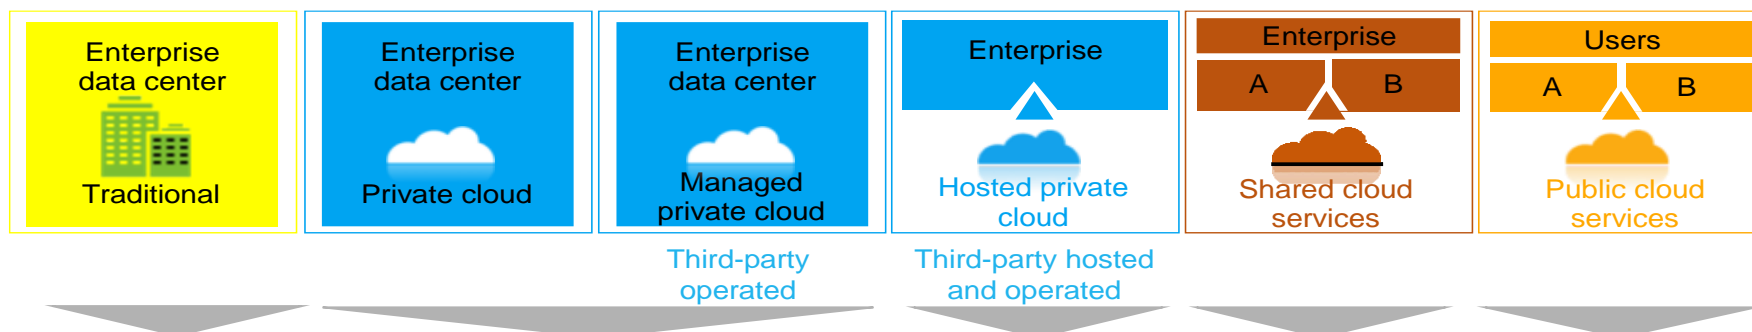 Enterprise
data center
Traditional
Enterprise
data center
Private cloud
Enterprise
data center
Managed
private cloud
Third-party
operated
Enterprise
Hosted private
cloud
Third-party hosted
and operated
Enterprise
A B
Shared cloud
services
Users
A B
Public cloud
services